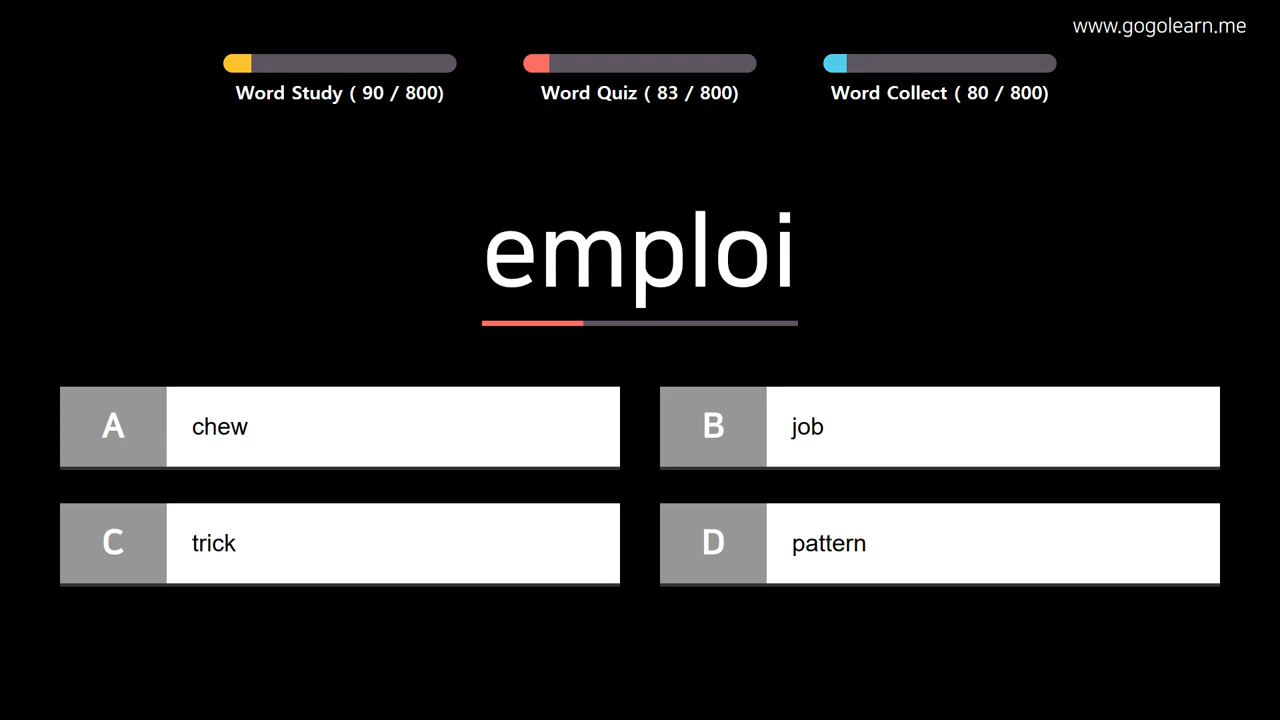 www.gogolearn.me
Word Study ( 90 / 800)
Word Quiz ( 83 / 800)
Word Collect ( 80 / 800)
emploi
A chew
B job
C trick
D pattern